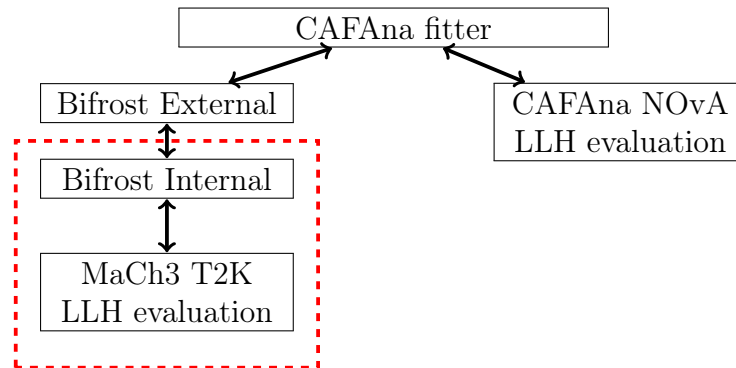 CAFAna fitter
Bifrost External
CAFAna NOvA
LLH evaluation
Bifrost Internal
MaCh3 T2K
LLH evaluation